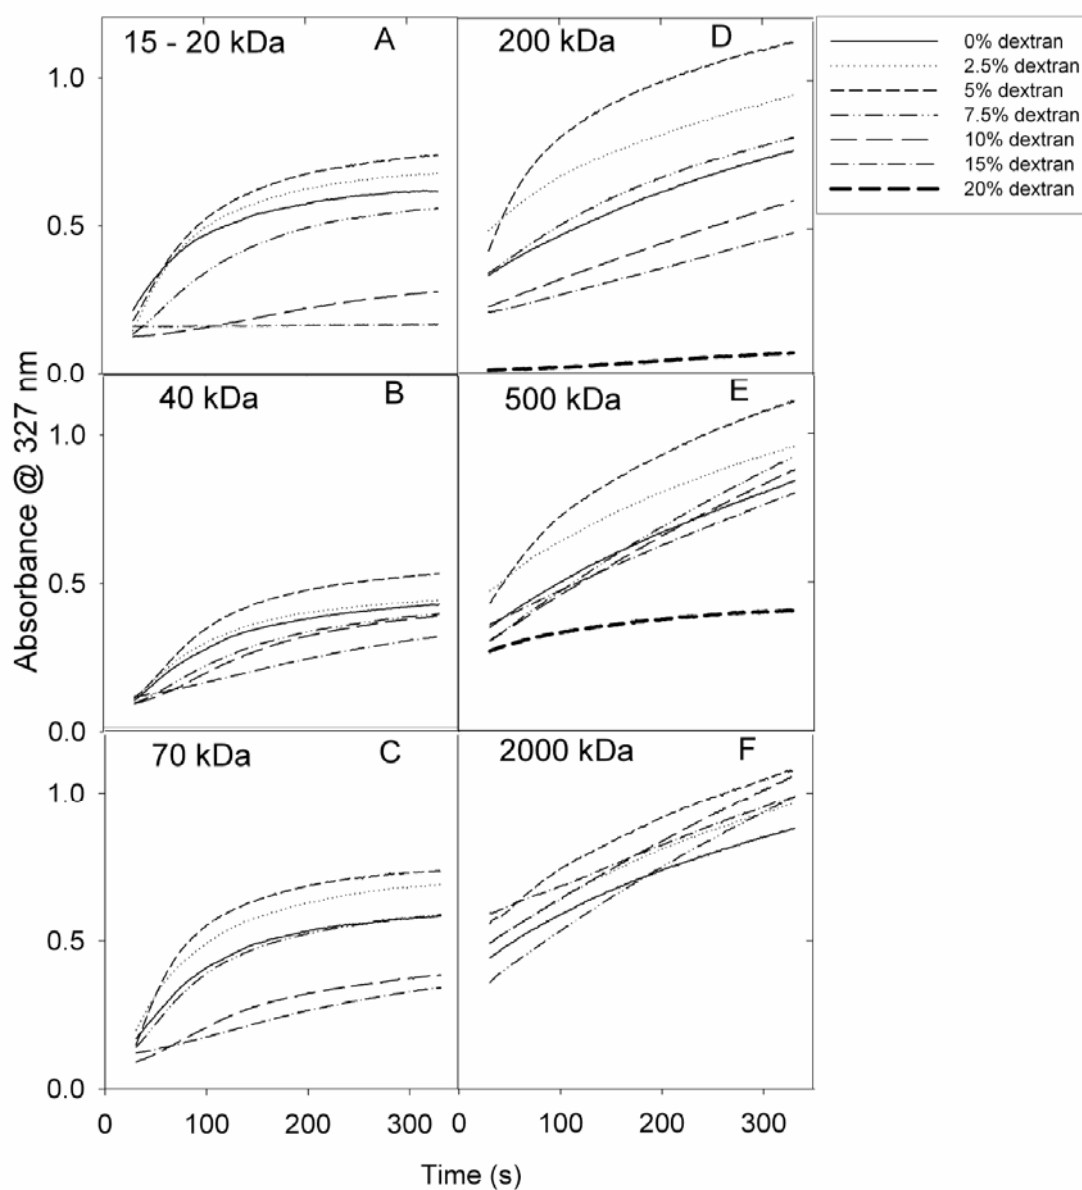 15 - 20 kDa
A
200 kDa
D
0% dextran
2.5% dextran
5% dextran
7.5% dextran
10% dextran
15% dextran
20% dextran
1.0
0.5
0.0
40 kDa
B
500 kDa
E
1.0
0.5
0.0
70 kDa
C
2000 kDa
F
1.0
0.5
0.0
0
100
200
300
0
100
200
300
Absorbance @ 327 nm
Time (s)